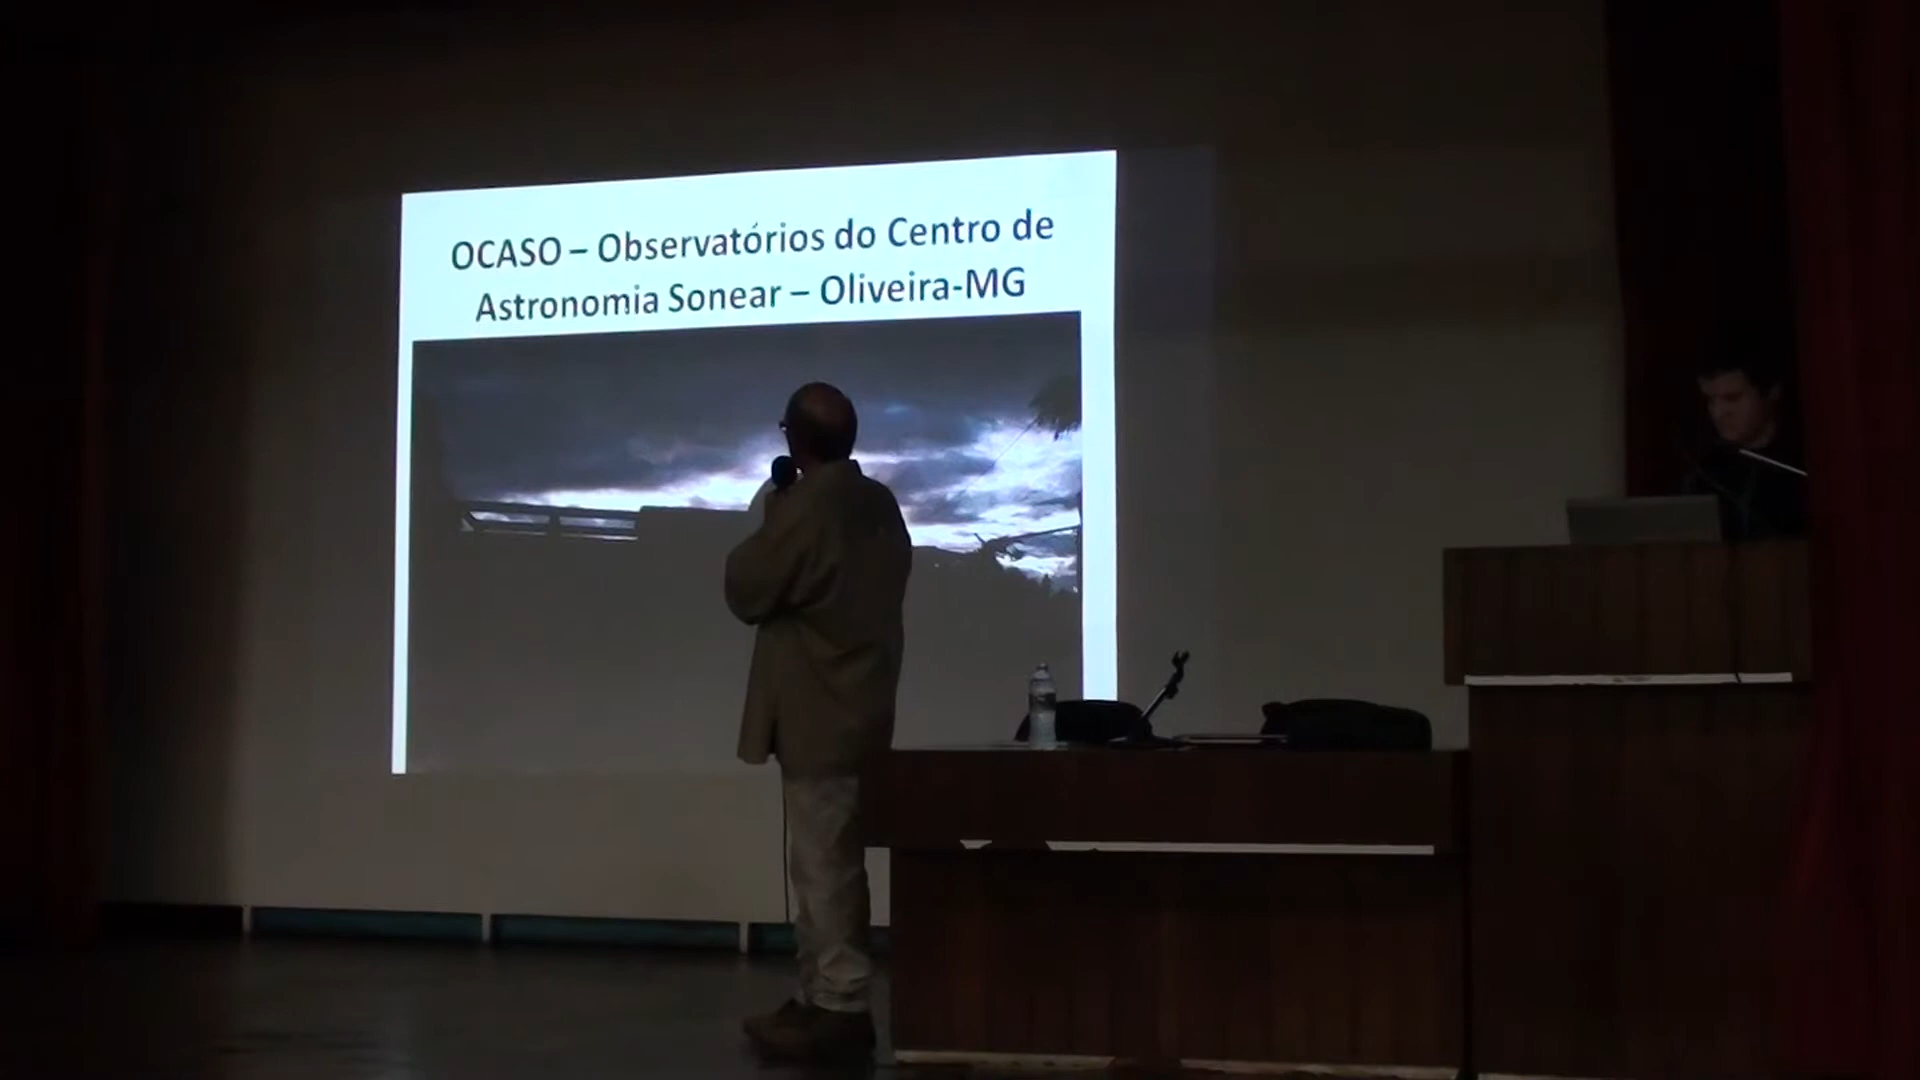 OCASO – Observatórios do Centro de
Astronomia Sonear – Oliveira-MG